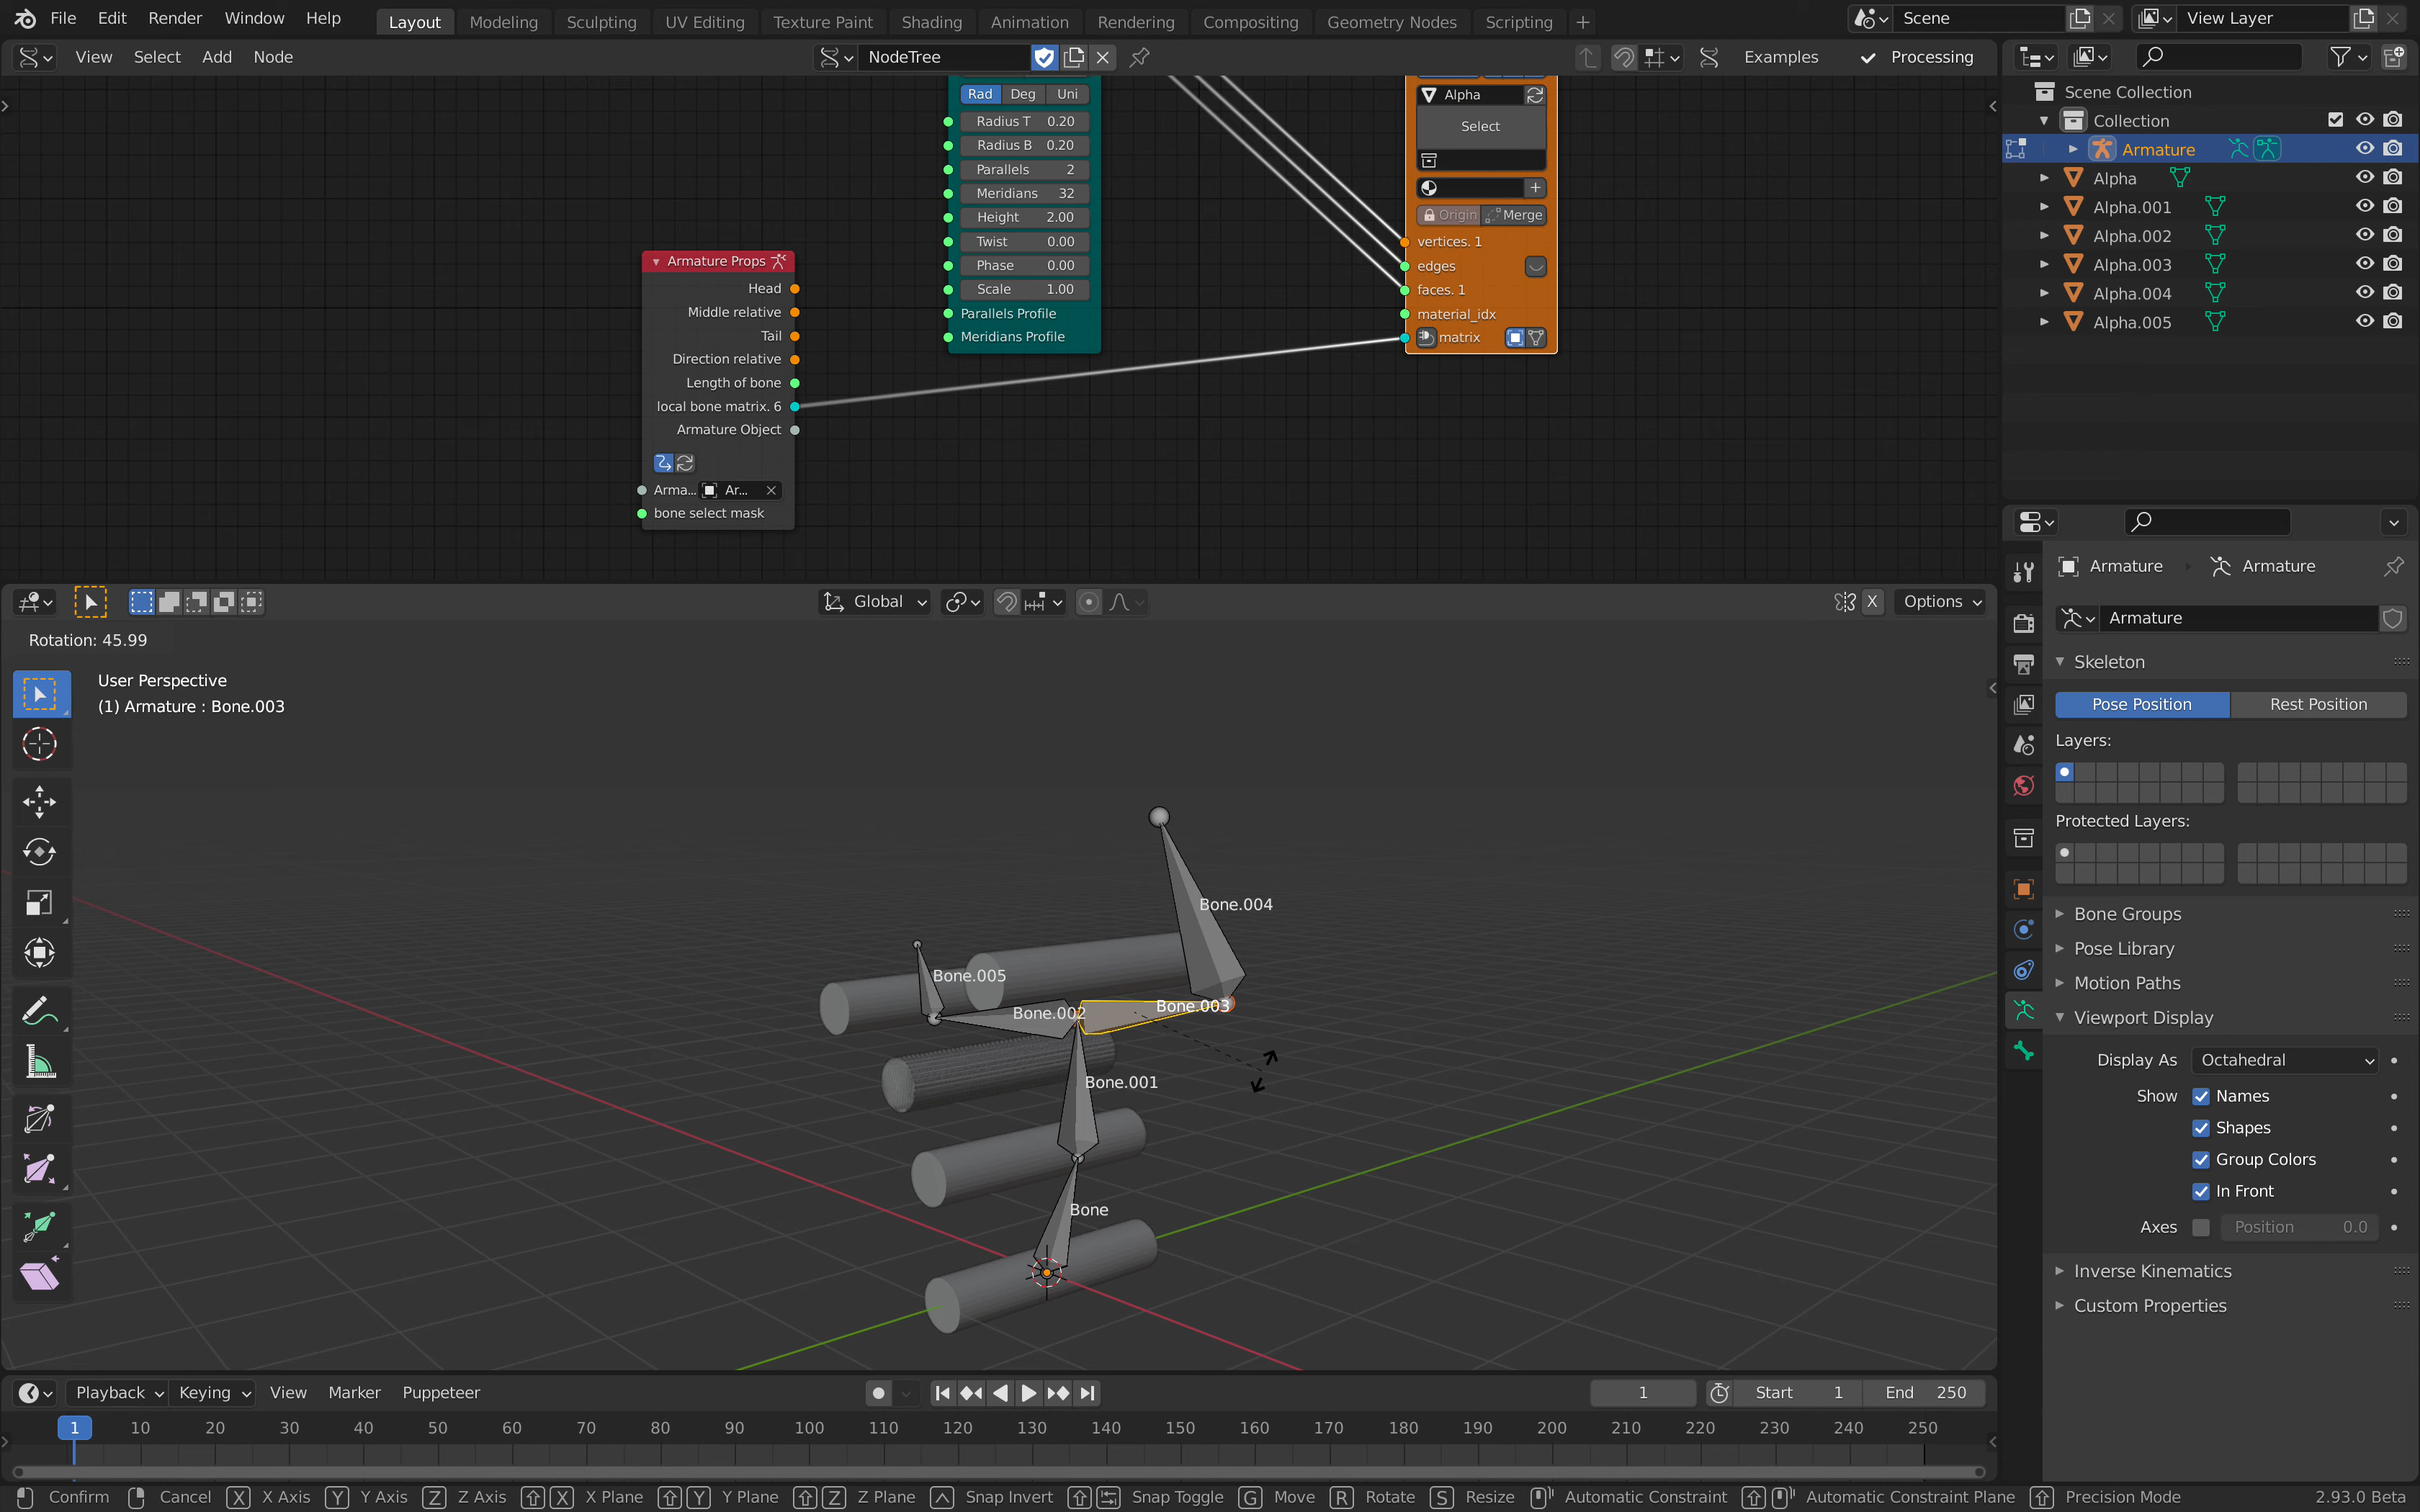 File Edit Render Window Help Layout Modeling Sculpting UV Editing Texture Paint Shading Animation Rendering Compositing Geometry Nodes Scripting + Scene View Layer
View Select Add Node NodeTree Examples Processing
Rad Deg Uni
Radius T 0.20
Radius B 0.20
Parallels 2
Meridians 32
Height 2.00
Twist 0.00
Phase 0.00
Scale 1.00
Parallels Profile
Meridians Profile
Alpha
Select
Origin Merge
vertices. 1
edges
faces. 1
material_idx
matrix
Armature Props
Head
Middle relative
Tail
Direction relative
Length of bone
local bone matrix. 6
Armature Object
Arma... Ar...
bone select mask
Scene Collection
Collection
Armature
Alpha
Alpha.001
Alpha.002
Alpha.003
Alpha.004
Alpha.005
Global X Options
Rotation: 45.99
User Perspective
(1) Armature : Bone.003
Bone.004
Bone.005
Bone.003
Bone.002
Bone.001
Bone
Armature Armature
Armature
Skeleton
Pose Position Rest Position
Layers:
Protected Layers:
Bone Groups
Pose Library
Motion Paths
Viewport Display
Display As Octahedral
Show Names
Shapes
Group Colors
In Front
Axes Position 0.0
Inverse Kinematics
Custom Properties
Playback Keying View Marker Puppeteer 1 Start 1 End 250
1 10 20 30 40 50 60 70 80 90 100 110 120 130 140 150 160 170 180 190 200 210 220 230 240 250
Confirm Cancel X X Axis Y Y Axis Z Z Axis X X Plane Y Y Plane Z Z Plane Snap Invert Snap Toggle G Move R Rotate S Resize Automatic Constraint Automatic Constraint Plane Precision Mode 2.93.0 Beta